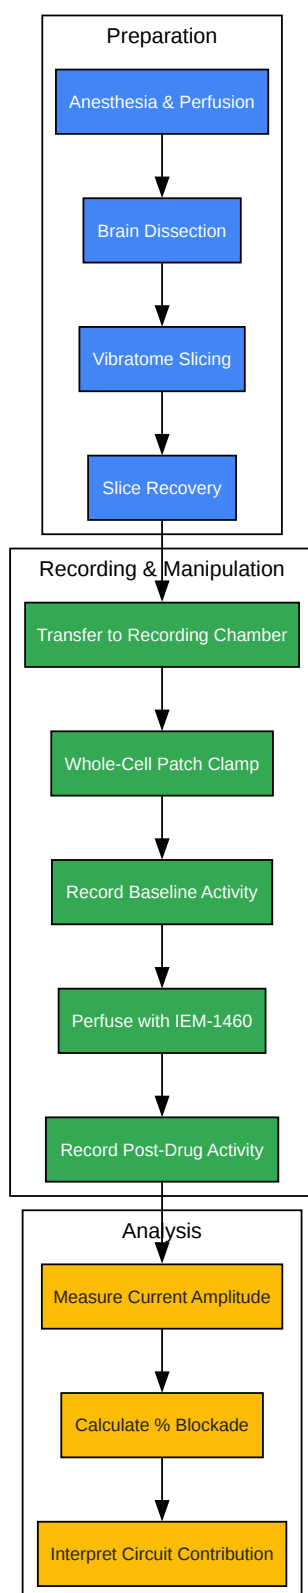 Preparation
Anesthesia & Perfusion
Brain Dissection
Vibratome Slicing
Slice Recovery
Recording & Manipulation
Transfer to Recording Chamber
Whole-Cell Patch Clamp
Record Baseline Activity
Perfuse with IEM-1460
Record Post-Drug Activity
Analysis
Measure Current Amplitude
Calculate % Blockade
Interpret Circuit Contribution